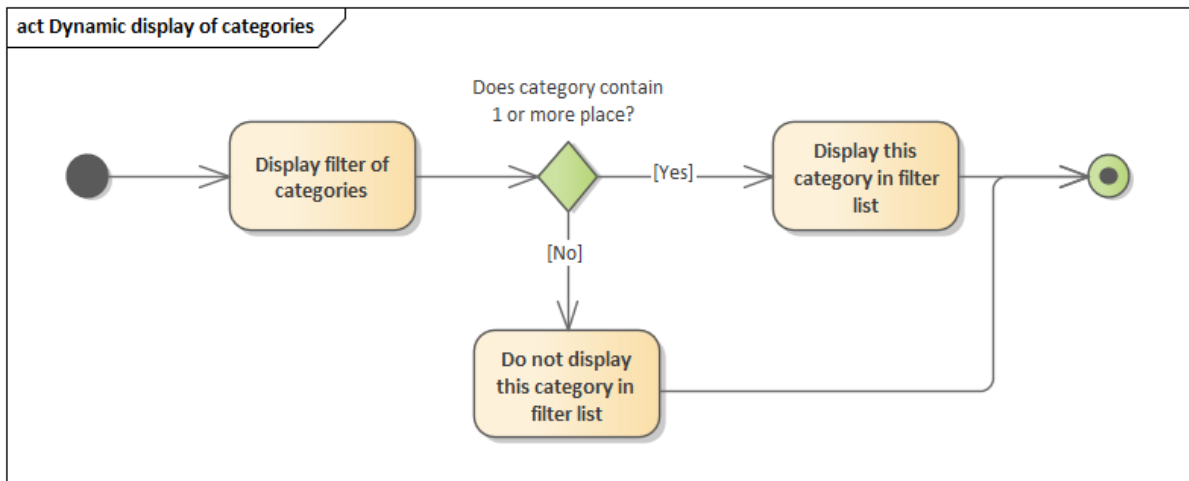 act Dynamic display of categories
Does category contain
1 or more place?
Display filter of
categories
[Yes]
Display this
category in filter
list
[No]
Do not display
this category in
filter list